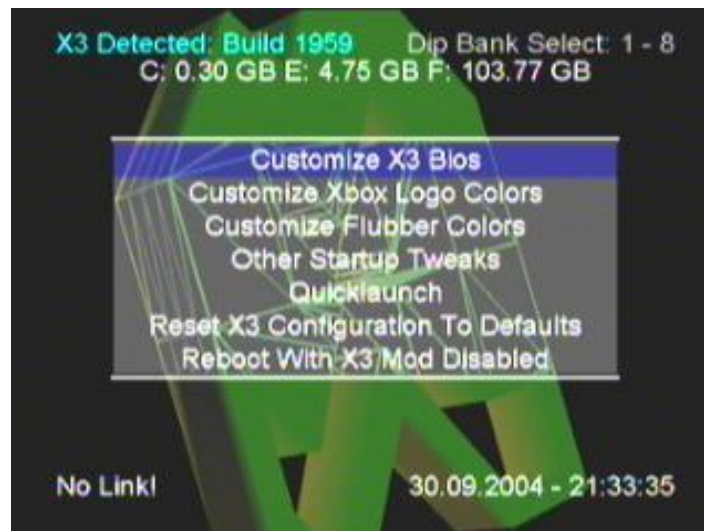 X3 Detected: Build 1959 Dip Bank Select: 1 - 8
C: 0.30 GB E: 4.75 GB F: 103.77 GB
Customize X3 Bios
Customize Xbox Logo Colors
Customize Flubber Colors
Other Startup Tweaks
Quicklaunch
Reset X3 Configuration To Defaults
Reboot With X3 Mod Disabled
No Link! 30.09.2004 - 21:33:35